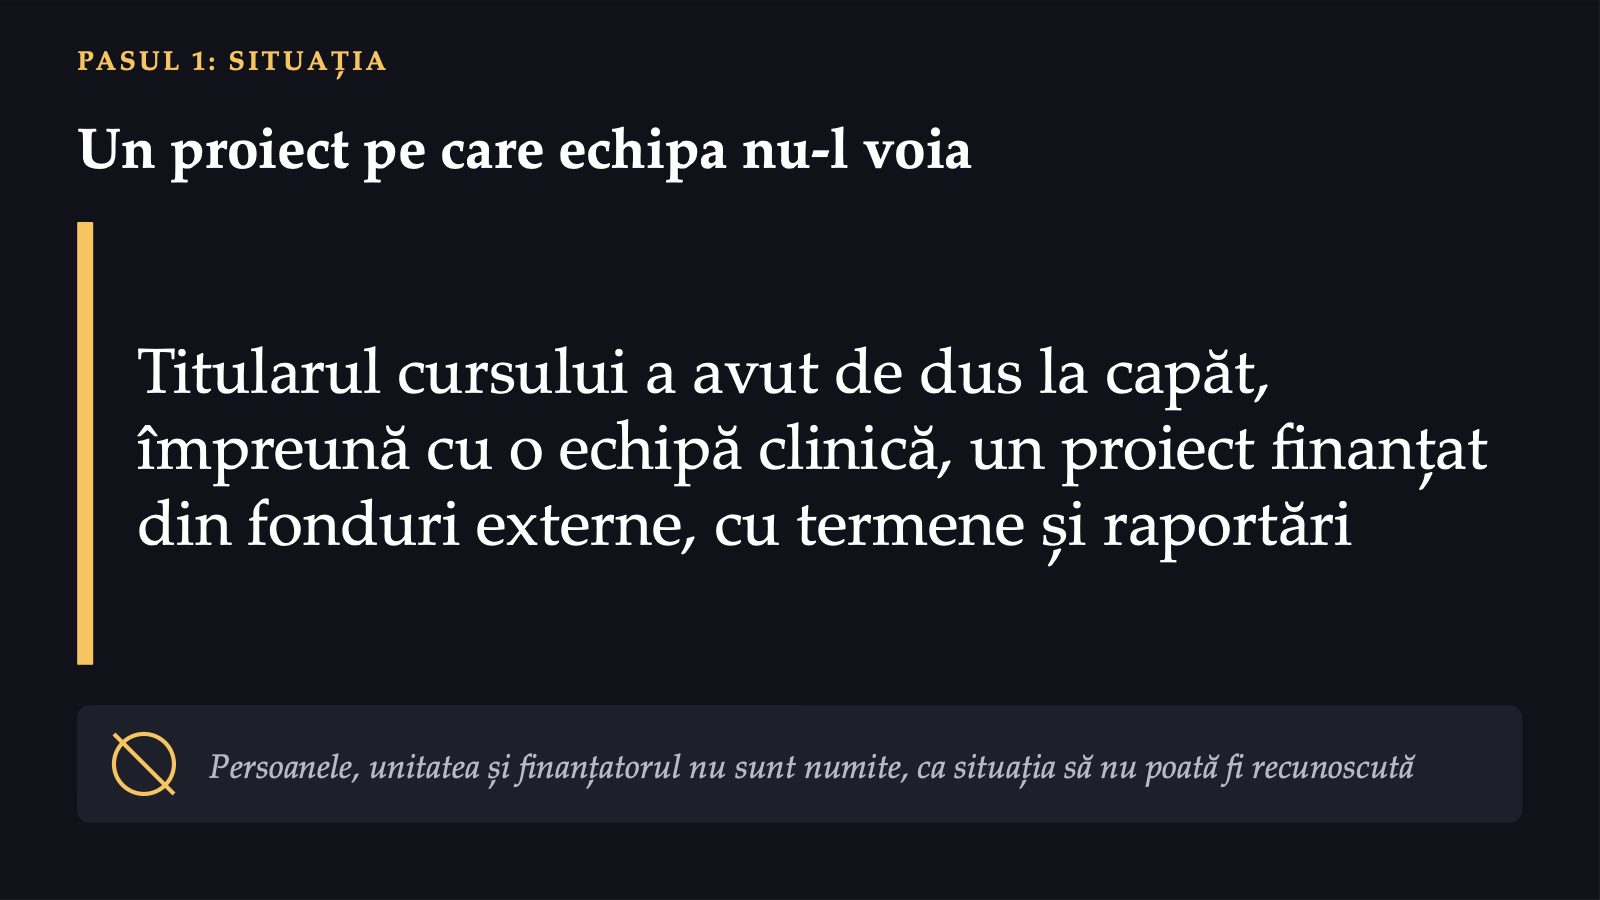 PASUL 1: SITUAȚIA
Un proiect pe care echipa nu-l voia
Titularul cursului a avut de dus la capăt,
împreună cu o echipă clinică, un proiect finanțat
din fonduri externe, cu termene și raportări
Persoanele, unitatea și finanțatorul nu sunt numite, ca situația să nu poată fi recunoscută